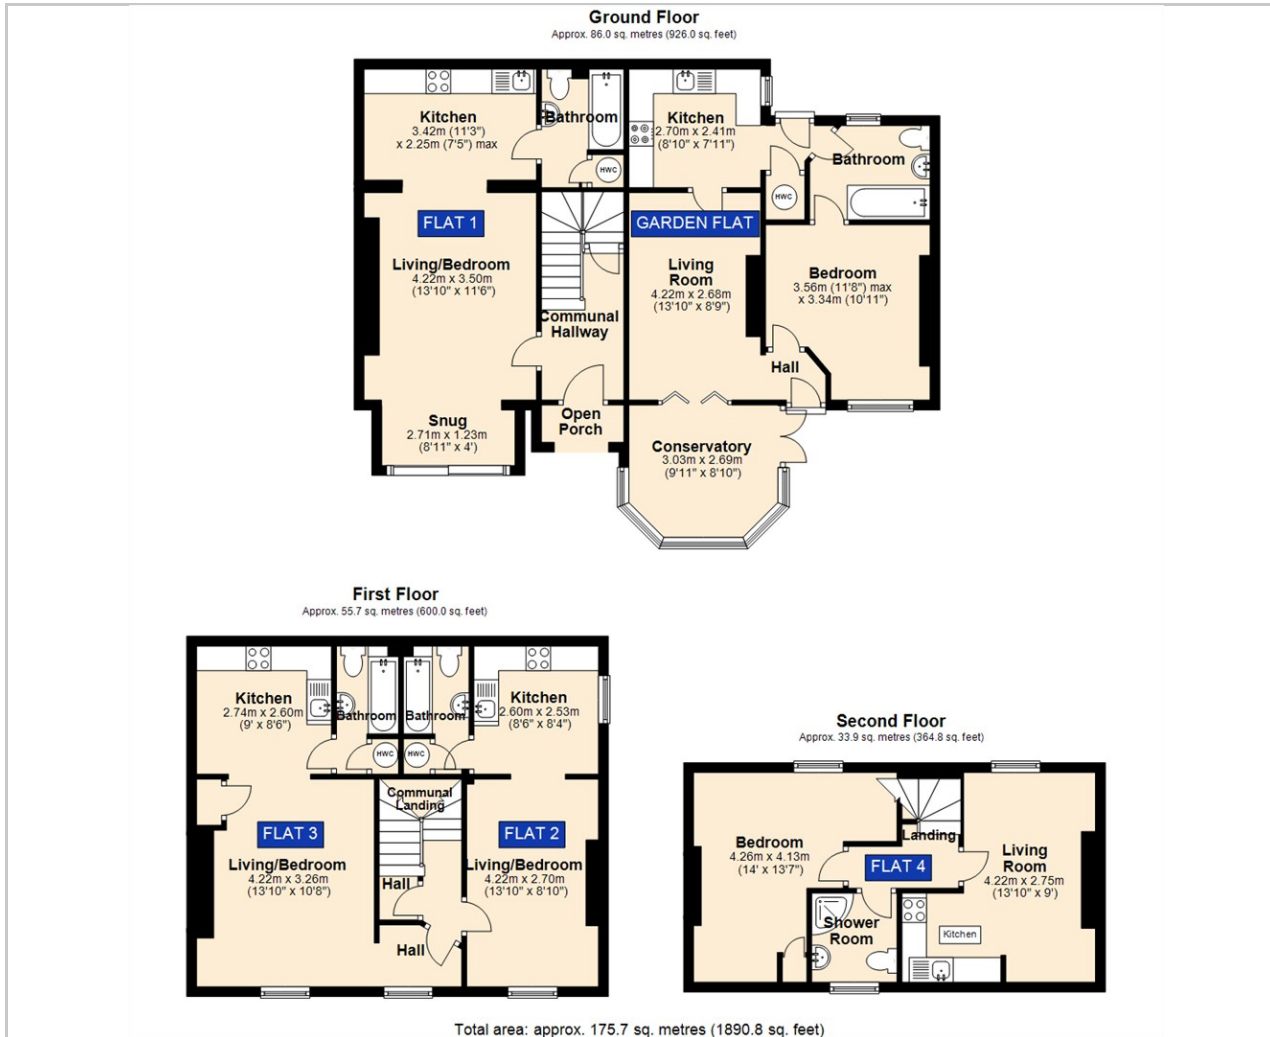 Ground Floor
Approx. 86.0 sq. metres (926.0 sq. feet)
Kitchen
3.42m (11'3")
x 2.25m (7'5") max
Bathroom
HWC
Kitchen
2.70m x 2.41m
(8'10" x 7'11")
Bathroom
HWC
FLAT 1
GARDEN FLAT
Living/Bedroom
4.22m x 3.50m
(13'10" x 11'6")
Living
Room
4.22m x 2.68m
(13'10" x 8'9")
Bedroom
3.56m (11'8") max
x 3.34m (10'11")
Communal
Hallway
Hall
Snug
2.71m x 1.23m
(8'11" x 4')
Open
Porch
Conservatory
3.03m x 2.69m
(9'11" x 8'10")
First Floor
Approx. 55.7 sq. metres (600.0 sq. feet)
Kitchen
2.74m x 2.60m
(9' x 8'6")
Bathroom
Bathroom
Kitchen
2.60m x 2.53m
(8'6" x 8'4")
HWC
HWC
Communal
Landing
FLAT 3
FLAT 2
Living/Bedroom
4.22m x 3.26m
(13'10" x 10'8")
Living/Bedroom
4.22m x 2.70m
(13'10" x 8'10")
Hall
Hall
Second Floor
Approx. 33.9 sq. metres (364.8 sq. feet)
Bedroom
4.26m x 4.13m
(14' x 13'7")
Landing
FLAT 4
Living
Room
4.22m x 2.75m
(13'10" x 9')
Shower
Room
Kitchen
Total area: approx. 175.7 sq. metres (1890.8 sq. feet)